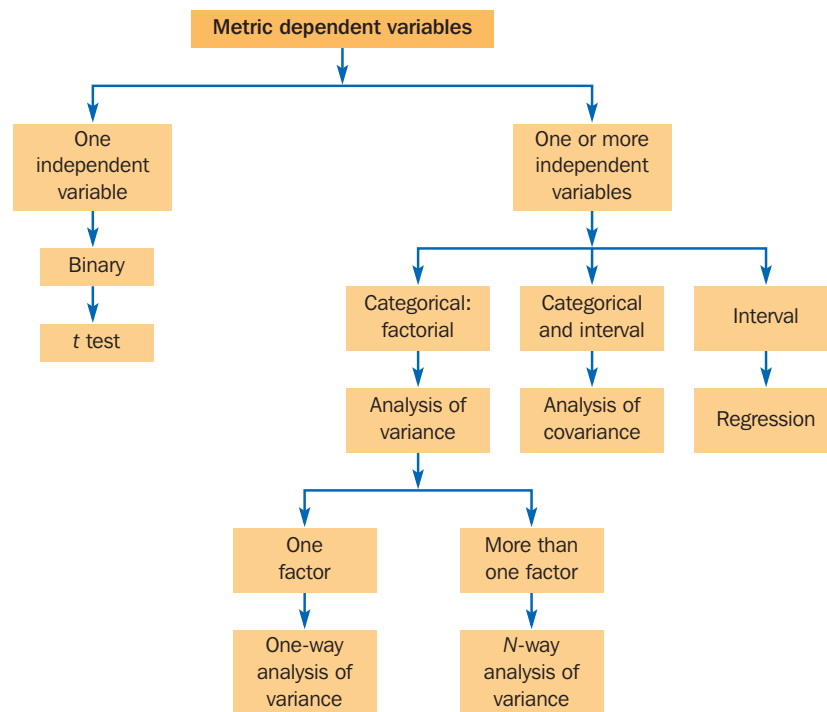 Metric dependent variables
One
independent
variable
One or more
independent
variables
Binary
t test
Categorical:
factorial
Categorical
and interval
Interval
Analysis of
variance
Analysis of
covariance
Regression
One
factor
More than
one factor
One-way
analysis of
variance
N-way
analysis of
variance